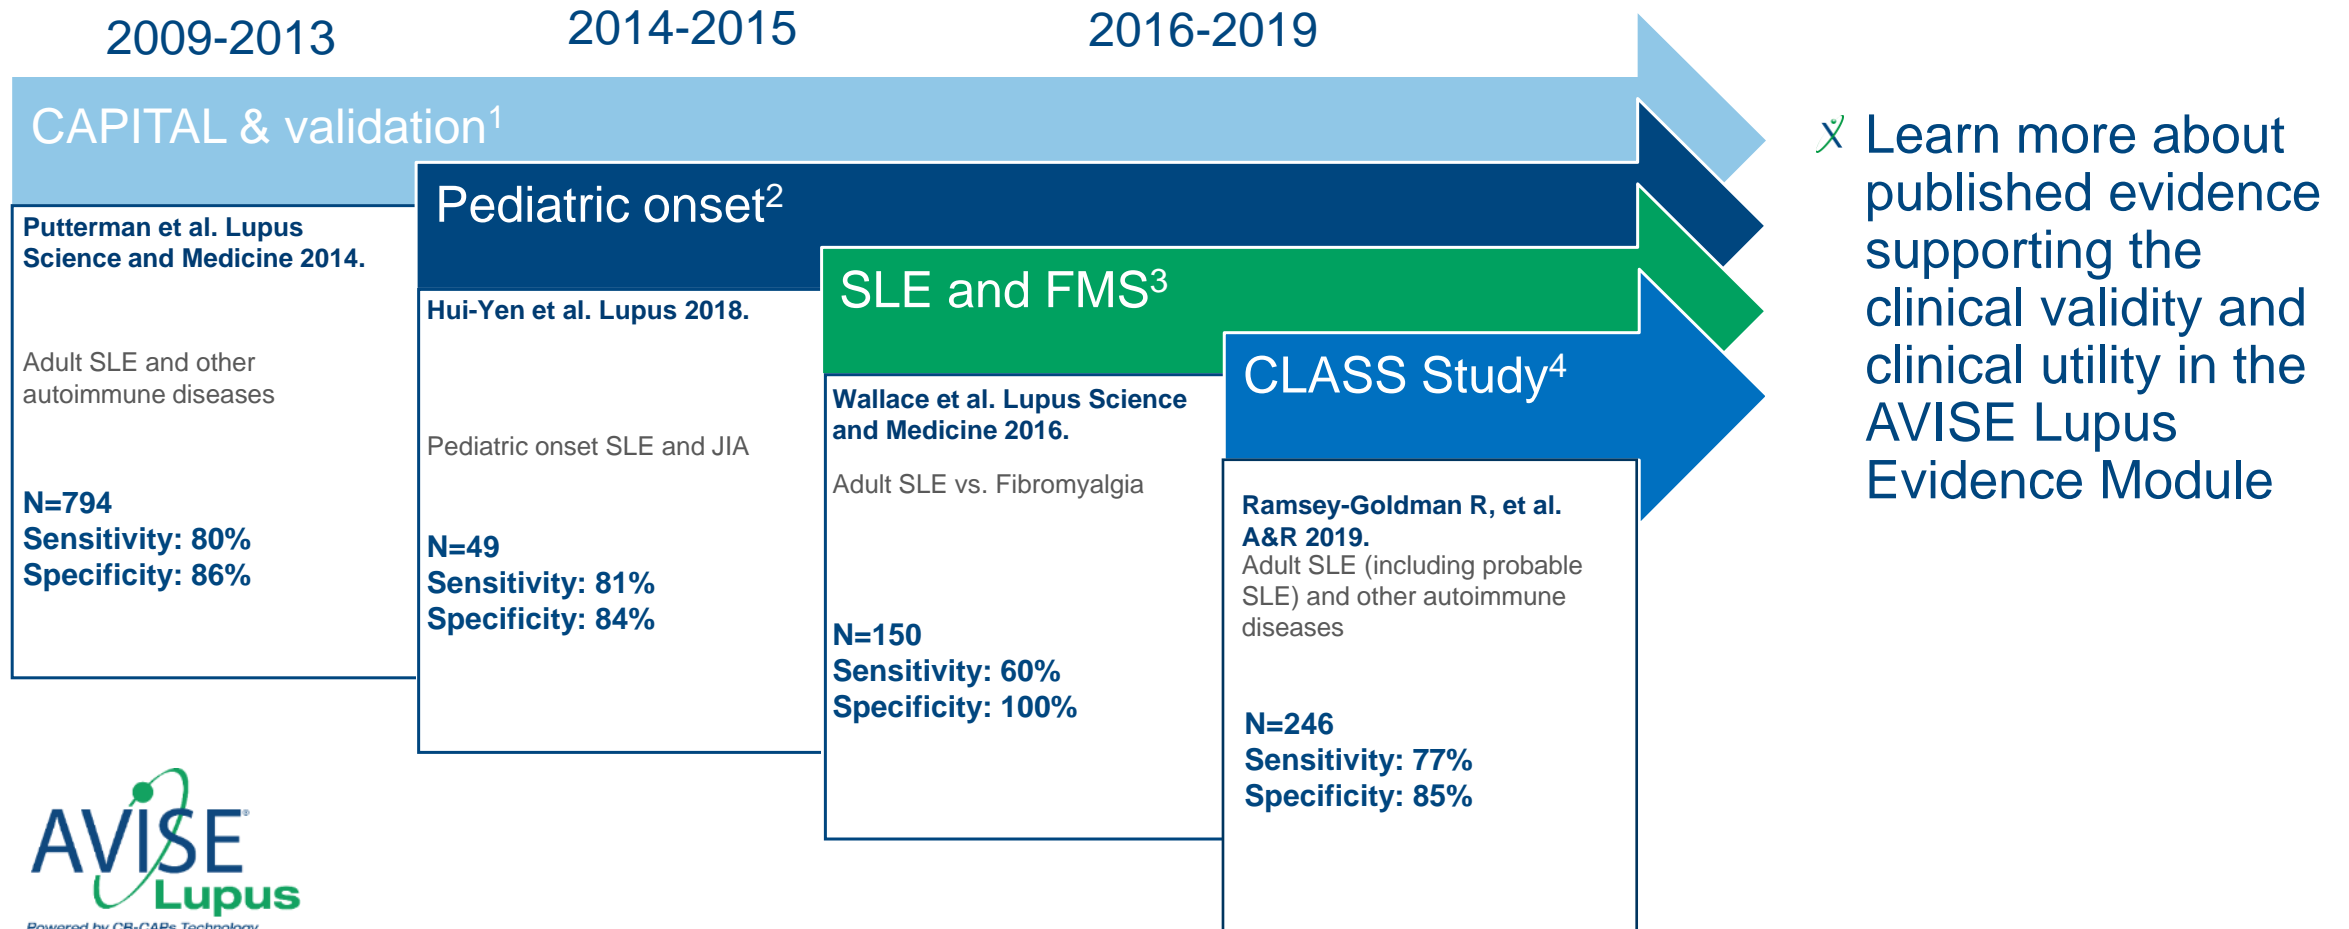 2009-2013
2014-2015
2016-2019
CAPITAL & validation1
Putterman et al. Lupus
Science and Medicine 2014.
Adult SLE and other
autoimmune diseases
N=794
Sensitivity: 80%
Specificity: 86%
Pediatric onset2
Hui-Yen et al. Lupus 2018.
Pediatric onset SLE and JIA
N=49
Sensitivity: 81%
Specificity: 84%
SLE and FMS3
Wallace et al. Lupus Science
and Medicine 2016.
Adult SLE vs. Fibromyalgia
N=150
Sensitivity: 60%
Specificity: 100%
CLASS Study4
Ramsey-Goldman R, et al.
A&R 2019.
Adult SLE (including probable
SLE) and other autoimmune
diseases
N=246
Sensitivity: 77%
Specificity: 85%
Learn more about
published evidence
supporting the
clinical validity and
clinical utility in the
AVISE Lupus
Evidence Module
AVISE®
Lupus
Powered by CB-CAPs Technology